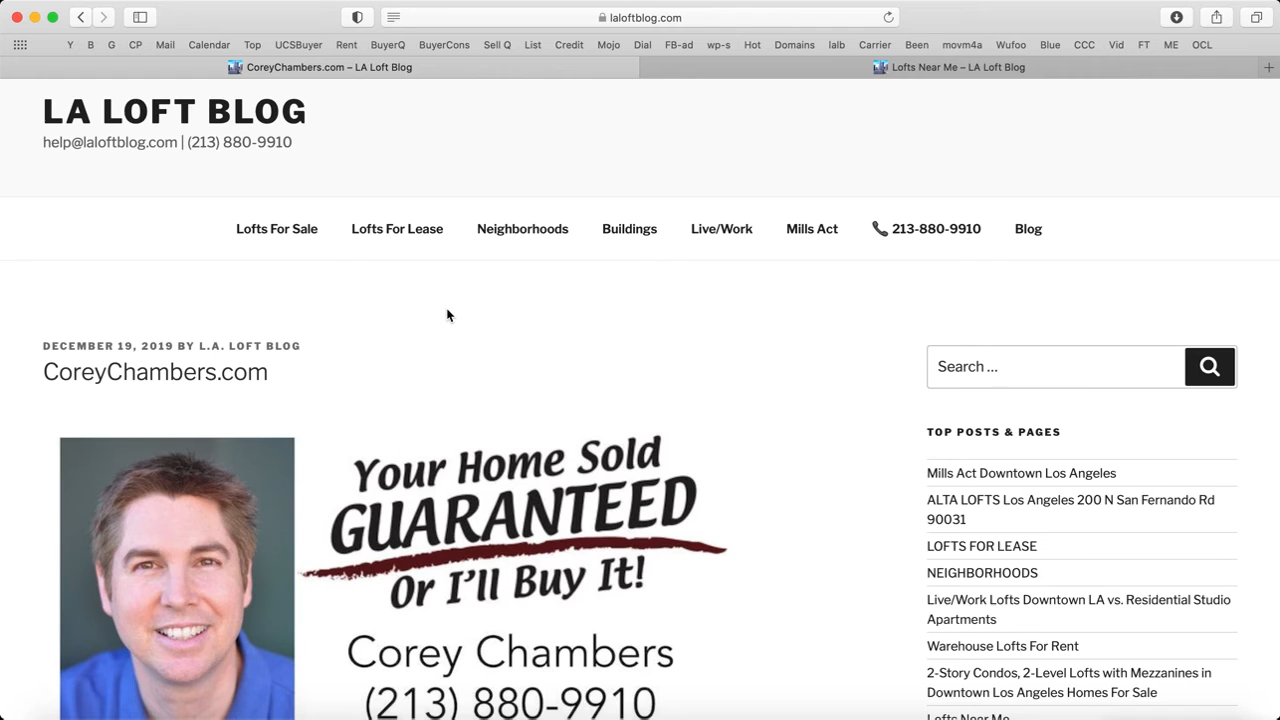 laloftblog.com
Y B G CP Mail Calendar Top UCSBuyer Rent BuyerQ BuyerCons Sell Q List Credit Mojo Dial FB-ad wp-s Hot Domains lalb Carrier Been movm4a Wufoo Blue CCC Vid FT ME OCL
CoreyChambers.com – LA Loft Blog
Lofts Near Me – LA Loft Blog
LA LOFT BLOG
help@laloftblog.com | (213) 880-9910
Lofts For Sale Lofts For Lease Neighborhoods Buildings Live/Work Mills Act 213-880-9910 Blog
DECEMBER 19, 2019 BY L.A. LOFT BLOG
CoreyChambers.com
Your Home Sold
GUARANTEED
Or I'll Buy It!
Corey Chambers
(213) 880-9910
Search …
TOP POSTS & PAGES
Mills Act Downtown Los Angeles
ALTA LOFTS Los Angeles 200 N San Fernando Rd
90031
LOFTS FOR LEASE
NEIGHBORHOODS
Live/Work Lofts Downtown LA vs. Residential Studio
Apartments
Warehouse Lofts For Rent
2-Story Condos, 2-Level Lofts with Mezzanines in
Downtown Los Angeles Homes For Sale
Lofts Near Me